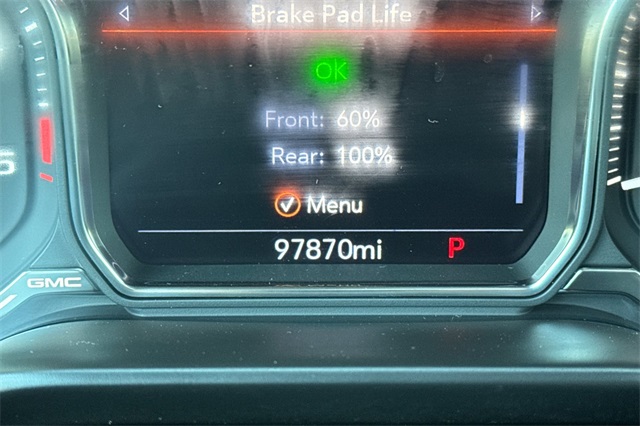 Brake Pad Life
OK
Front: 60%
Rear: 100%
Menu
97870mi P
GMC